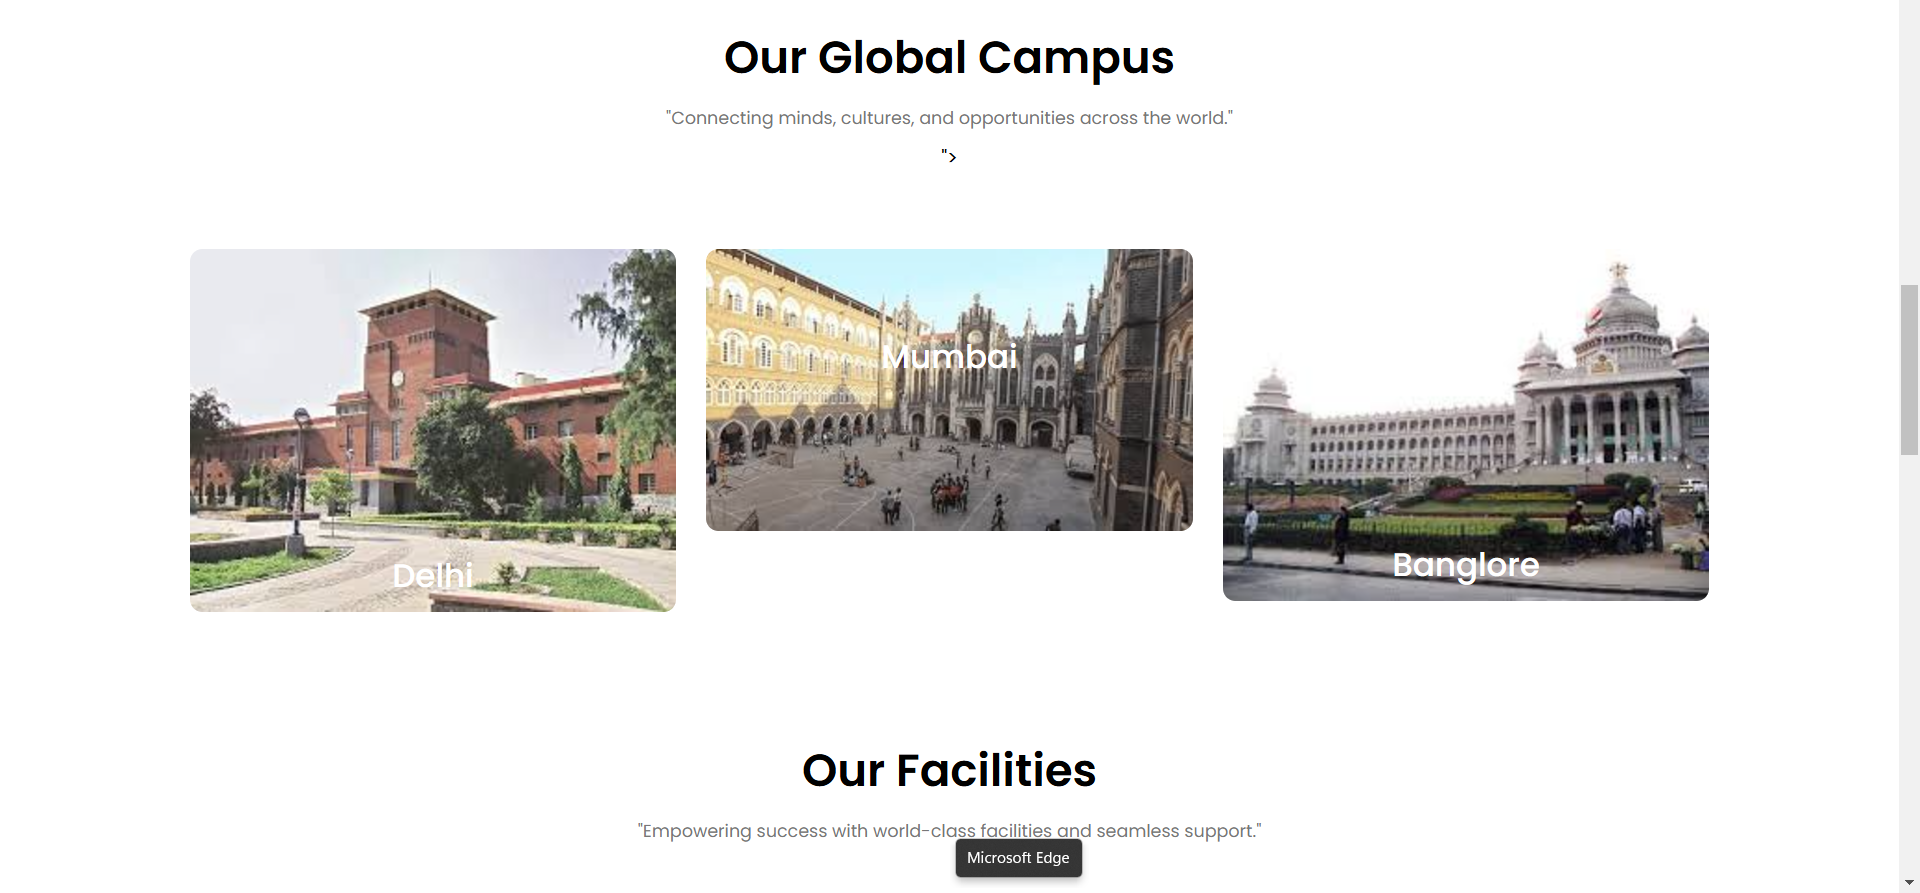 Our Global Campus
"Connecting minds, cultures, and opportunities across the world."
">
Delhi
Mumbai
Banglore
Our Facilities
"Empowering success with world-class facilities and seamless support."
Microsoft Edge